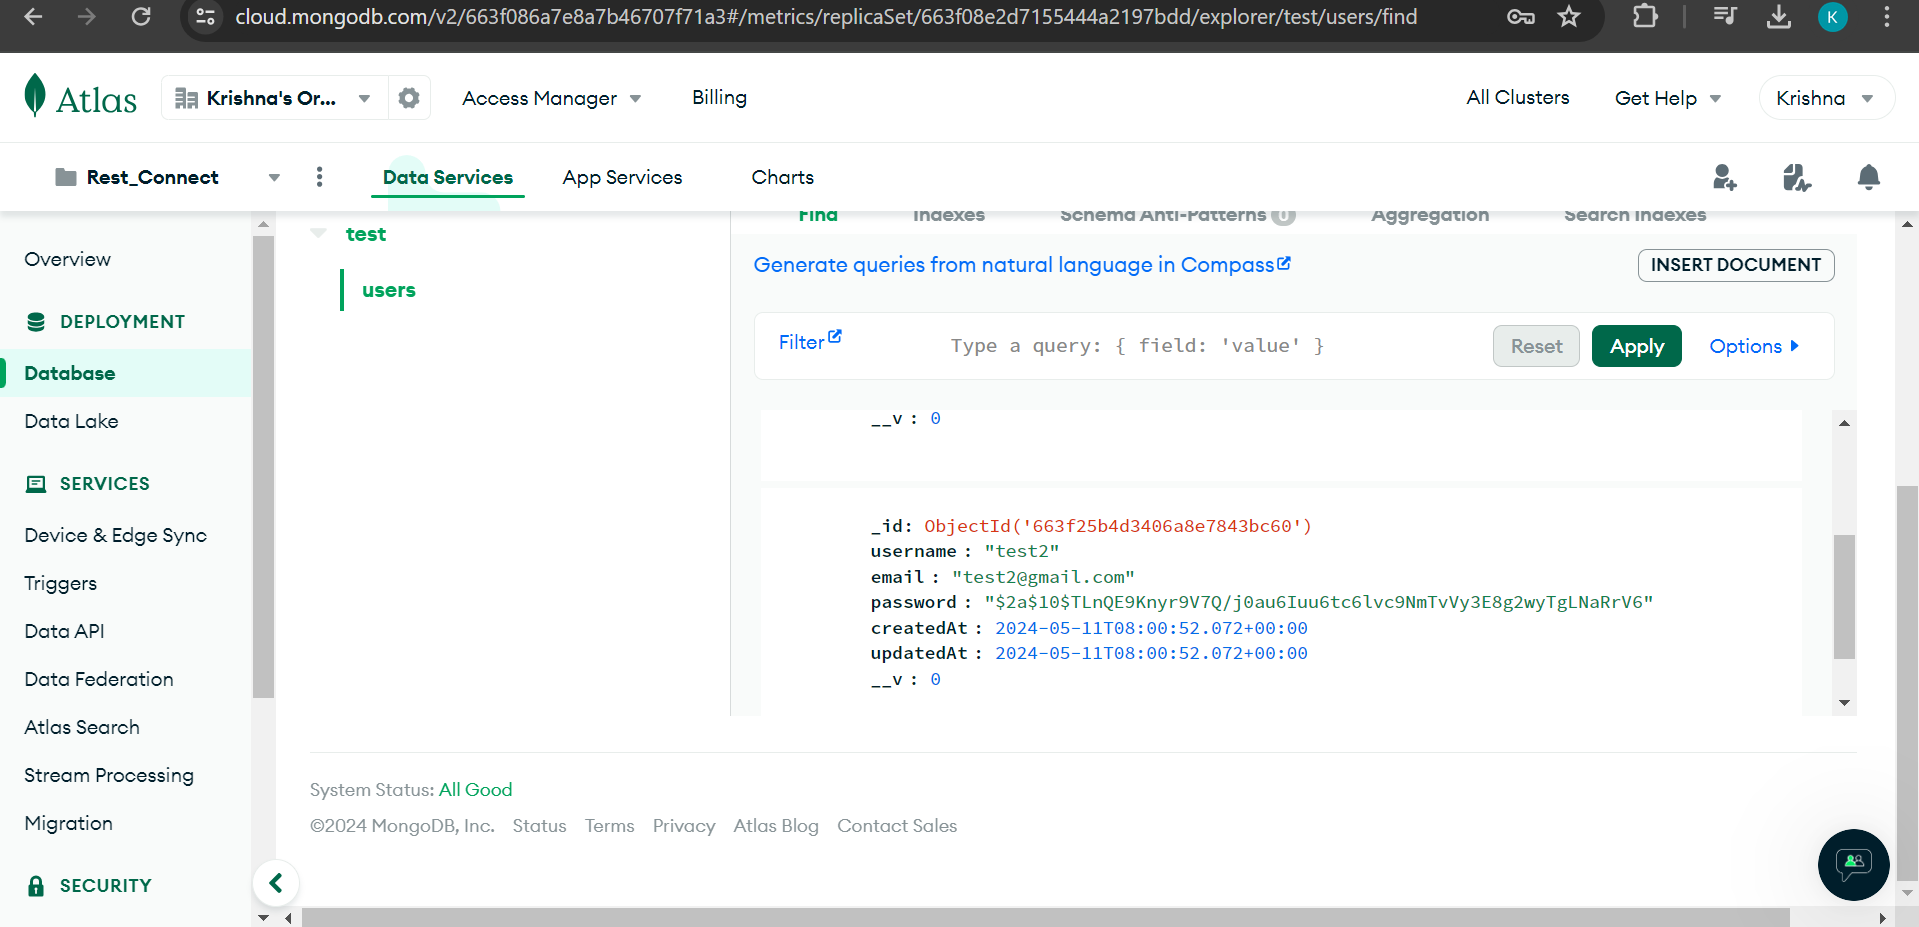 cloud.mongodb.com/v2/663f086a7e8a7b46707f71a3#/metrics/replicaSet/663f08e2d7155444a2197bdd/explorer/test/users/find
K
Atlas
Krishna's Or...
Access Manager
Billing
All Clusters
Get Help
Krishna
Rest_Connect
Data Services
App Services
Charts
Overview
DEPLOYMENT
Database
Data Lake
SERVICES
Device & Edge Sync
Triggers
Data API
Data Federation
Atlas Search
Stream Processing
Migration
SECURITY
test
users
Find
Indexes
Schema Anti-Patterns 0
Aggregation
Search Indexes
Generate queries from natural language in Compass
INSERT DOCUMENT
Filter
Type a query: { field: 'value' }
Reset
Apply
Options
__v : 0
_id: ObjectId('663f25b4d3406a8e7843bc60')
username : "test2"
email : "test2@gmail.com"
password : "$2a$10$TLnQE9Knyr9V7Q/j0au6Iuu6tc6lvc9NmTvVy3E8g2wyTgLNaRrV6"
createdAt : 2024-05-11T08:00:52.072+00:00
updatedAt : 2024-05-11T08:00:52.072+00:00
__v : 0
System Status: All Good
©2024 MongoDB, Inc. Status Terms Privacy Atlas Blog Contact Sales